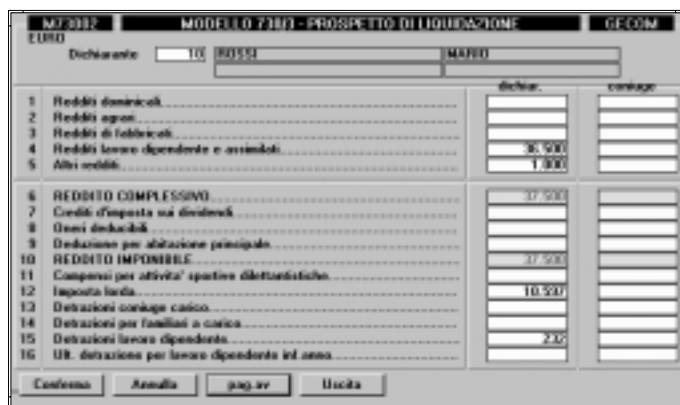 M73002 MODELLO 730/3 - PROSPETTO DI LIQUIDAZIONE GECOM
EURO
Dichiarante 10 ROSSI MARIO
dichiar. coniuge
1 Redditi dominicali
2 Redditi agrari
3 Redditi di fabbricati
4 Redditi lavoro dipendente e assimilati 36.500
5 Altri redditi 1.000
6 REDDITO COMPLESSIVO 37.500
7 Crediti d'imposta sui dividendi
8 Oneri deducibili
9 Deduzione per abitazione principale
10 REDDITO IMPONIBILE 37.500
11 Compensi per attivita' sportive dilettantistiche
12 Imposta lorda 10.597
13 Detrazioni coniuge carico
14 Detrazioni per familiari a carico
15 Detrazioni lavoro dipendente 232
16 Ult. detrazione per lavoro dipendente inf.anno
Conferma Annulla pag.av Uscita